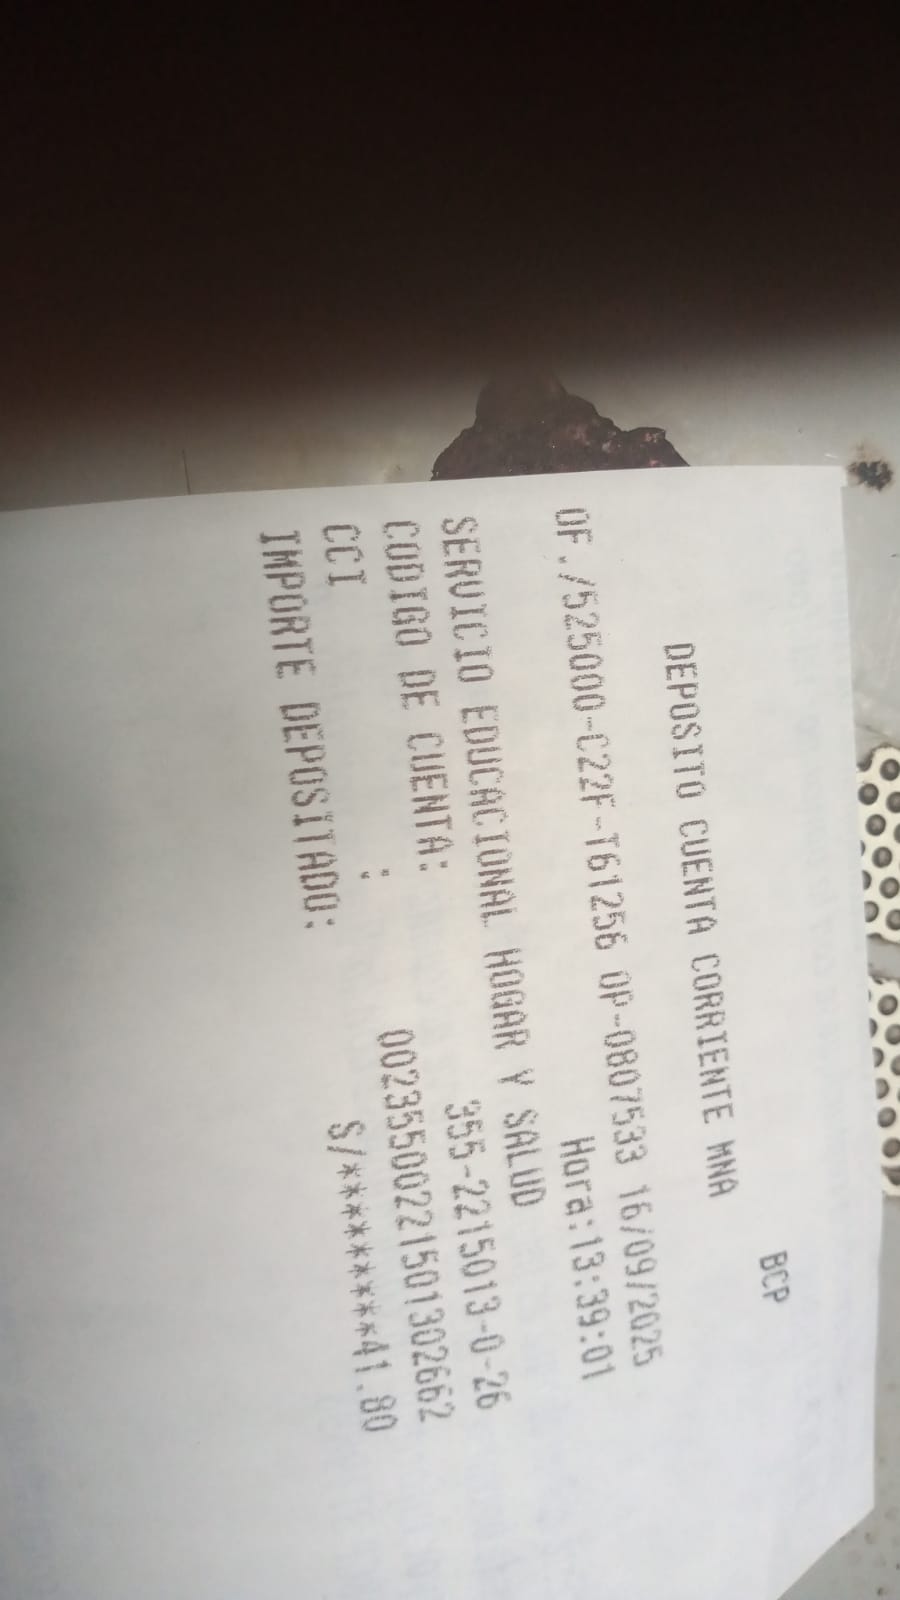 BCP
DEPOSITO CUENTA CORRIENTE MNA
OF./525000-C22F-T61256 OP-0807533 16/09/2025
Hora:13:39:01
SERVICIO EDUCACIONAL HOGAR Y SALUD
CODIGO DE CUENTA: 355-2215013-0-26
CCI : 00235500221501302662
IMPORTE DEPOSITADO: S/**********41.80